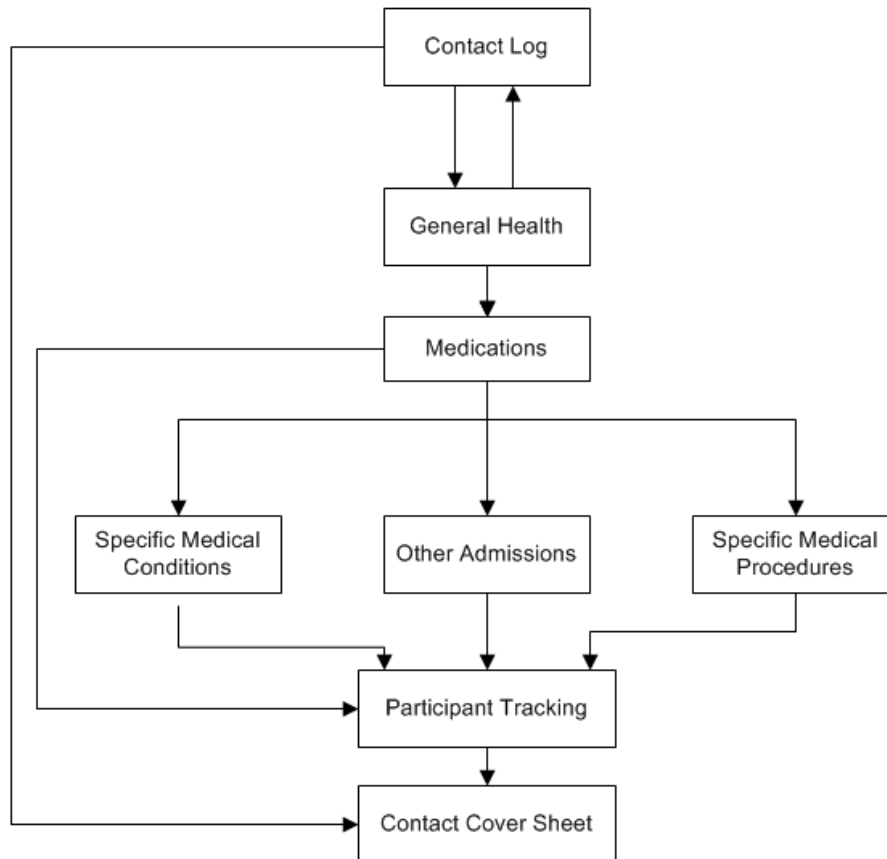 Contact Log
General Health
Medications
Specific Medical
Conditions
Other Admissions
Specific Medical
Procedures
Participant Tracking
Contact Cover Sheet